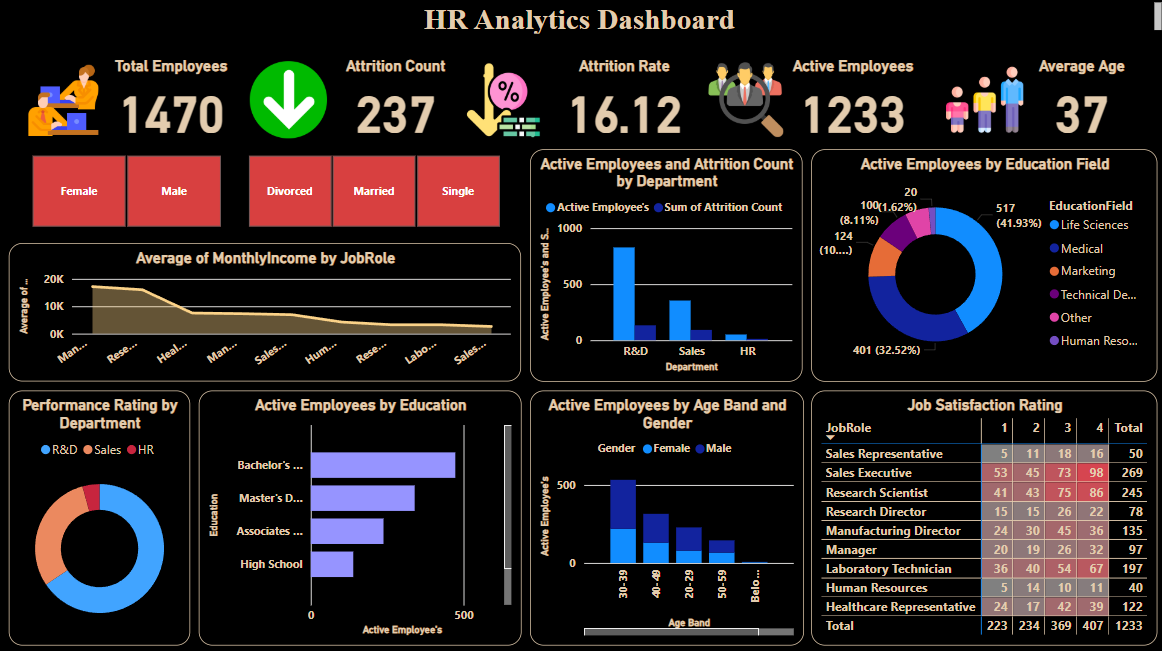 HR Analytics Dashboard
Total Employees
1470
Attrition Count
237
%
Attrition Rate
16.12
Active Employees
1233
Average Age
37
Female
Male
Divorced
Married
Single
Average of MonthlyIncome by JobRole
Average of ...
20K
10K
0K
Man...
Rese...
Heal...
Man...
Sales...
Hum...
Rese...
Labo...
Sales...
Active Employees and Attrition Count
by Department
Active Employee's
Sum of Attrition Count
Active Employee's and S...
1000
500
0
R&D
Sales
HR
Department
Active Employees by Education Field
20
(1.62%)
100
(8.11%)
124
(10....)
517
(41.93%)
401 (32.52%)
EducationField
Life Sciences
Medical
Marketing
Technical De...
Other
Human Reso...
Performance Rating by
Department
R&D
Sales
HR
Active Employees by Education
Education
Bachelor's ...
Master's D...
Associates ...
High School
0
500
Active Employee's
Active Employees by Age Band and
Gender
Gender
Female
Male
Active Employee's
500
0
30-39
40-49
20-29
50-59
Belo...
Age Band
Job Satisfaction Rating
JobRole 1 2 3 4 Total
Sales Representative 5 11 18 16 50
Sales Executive 53 45 73 98 269
Research Scientist 41 43 75 86 245
Research Director 15 15 26 22 78
Manufacturing Director 24 30 45 36 135
Manager 20 19 26 32 97
Laboratory Technician 36 40 54 67 197
Human Resources 5 14 10 11 40
Healthcare Representative 24 17 42 39 122
Total 223 234 369 407 1233